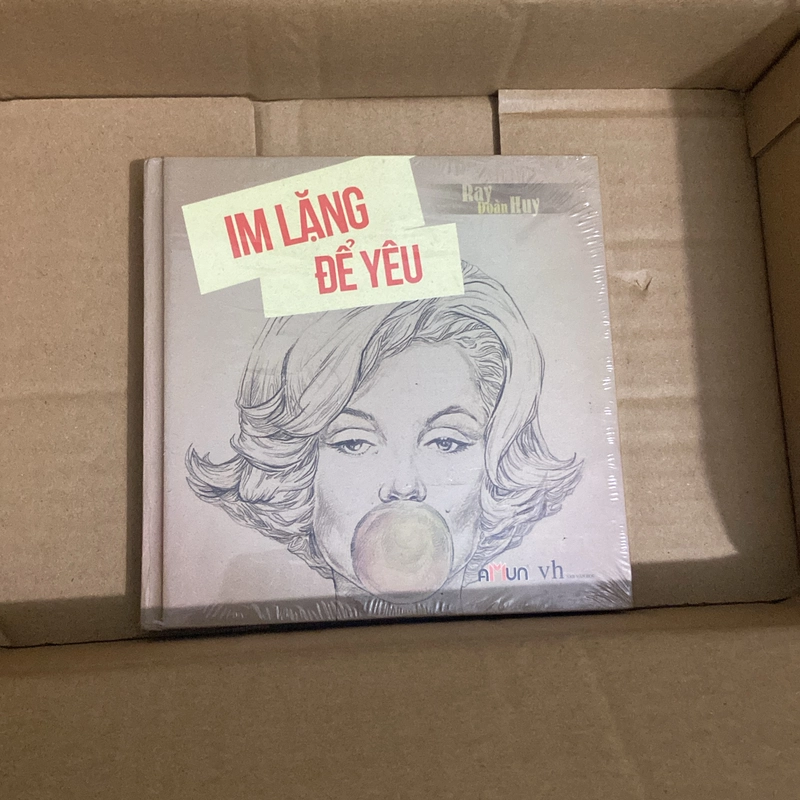 IM LẶNG
ĐỂ YÊU
Ray
Đoàn Huy
AMUN vh